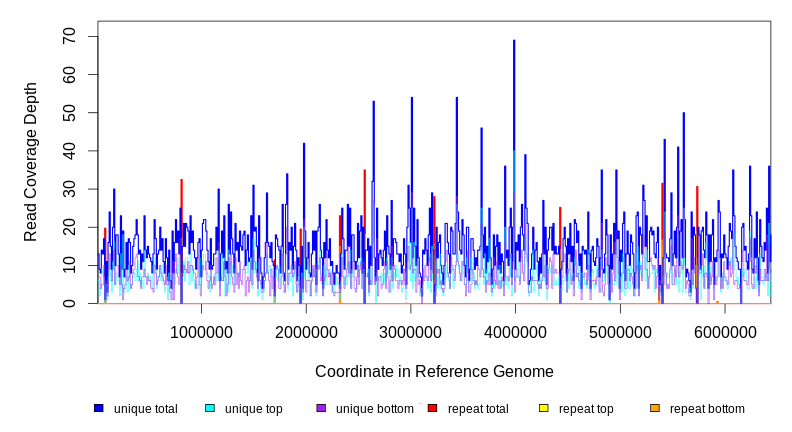 Read Coverage Depth
70
60
50
40
30
20
10
0
1000000 2000000 3000000 4000000 5000000 6000000
Coordinate in Reference Genome
unique total unique top unique bottom repeat total repeat top repeat bottom